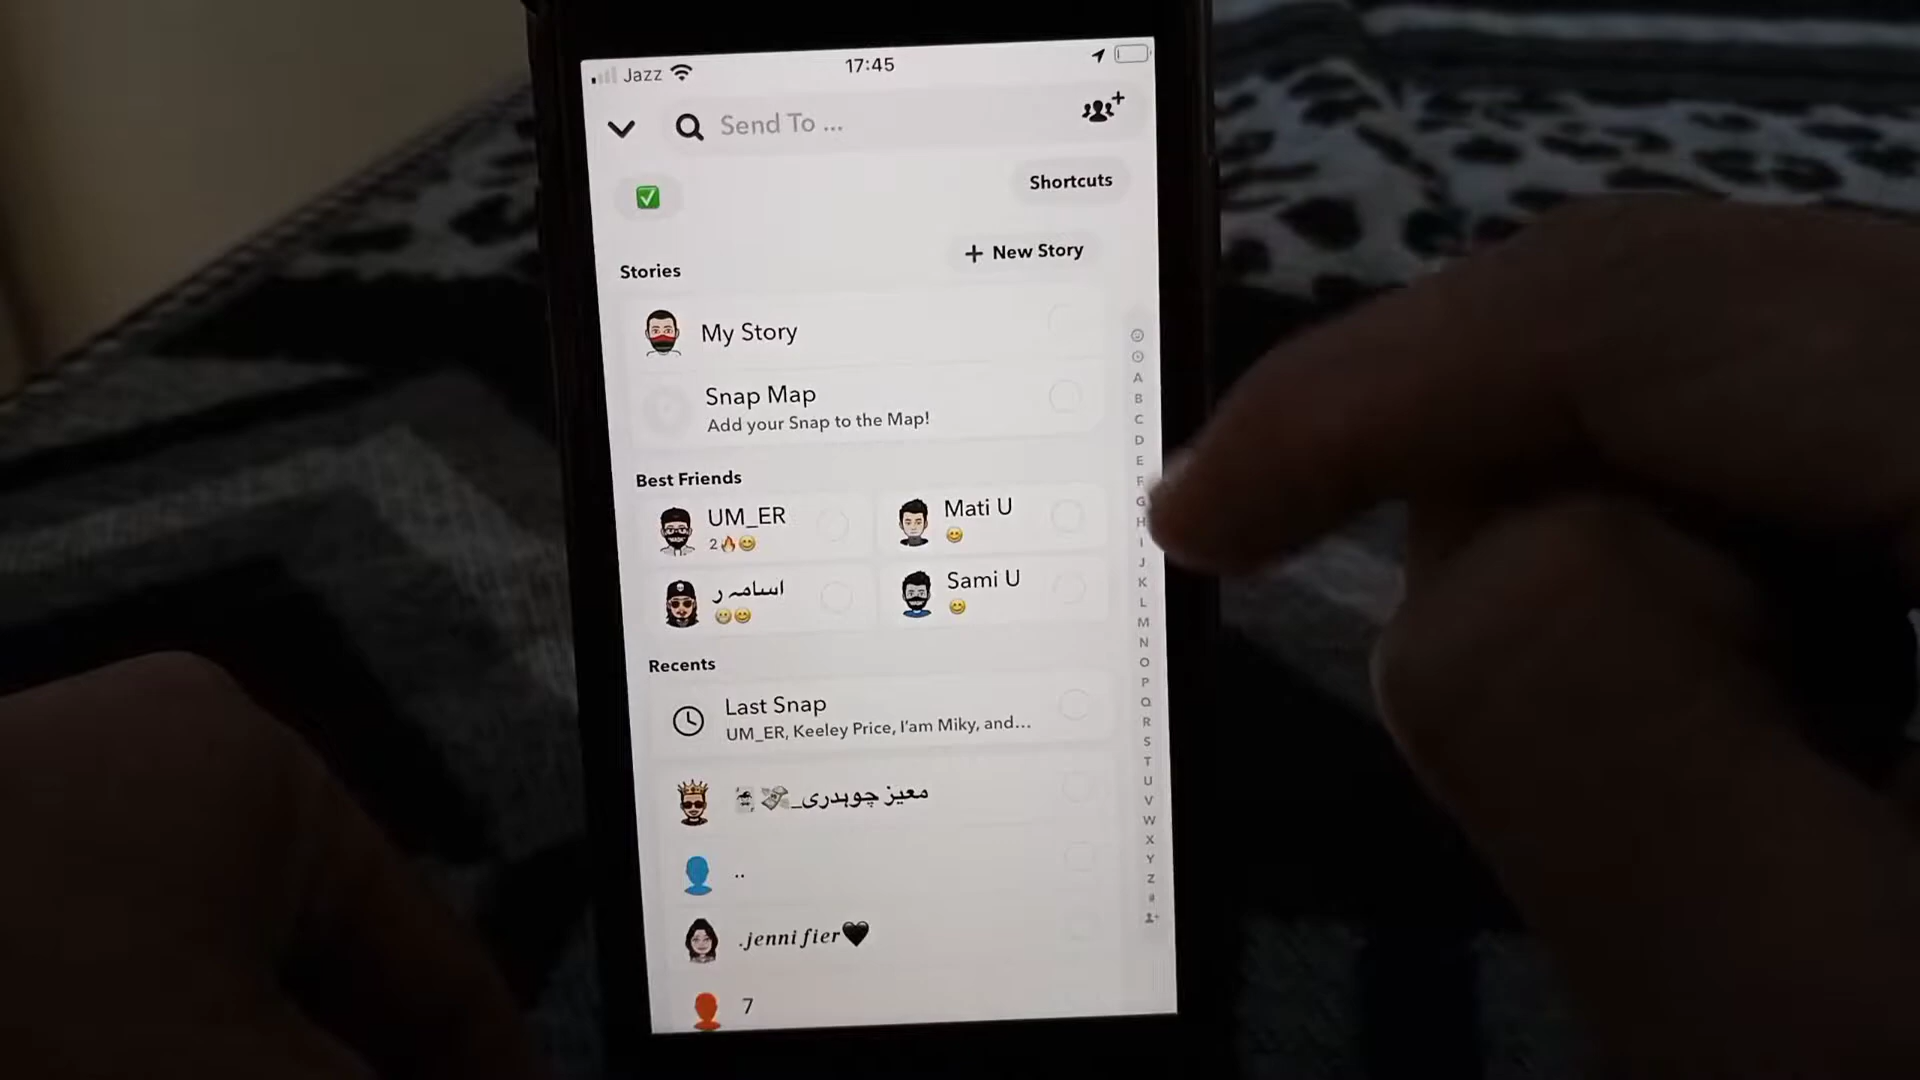 Jazz 17:45
Send To ...
✅ Shortcuts
Stories + New Story
My Story
Snap Map
Add your Snap to the Map!
Best Friends
UM_ER
2🔥😊
Mati U
😊
اسامہ ر
😬😊
Sami U
😊
Recents
Last Snap
UM_ER, Keeley Price, I'am Miky, and...
معیز چوہدری_💸🃏
..
.jennifier🖤
7
A
B
C
D
E
F
G
H
I
J
K
L
M
N
O
P
Q
R
S
T
U
V
W
X
Y
Z
#